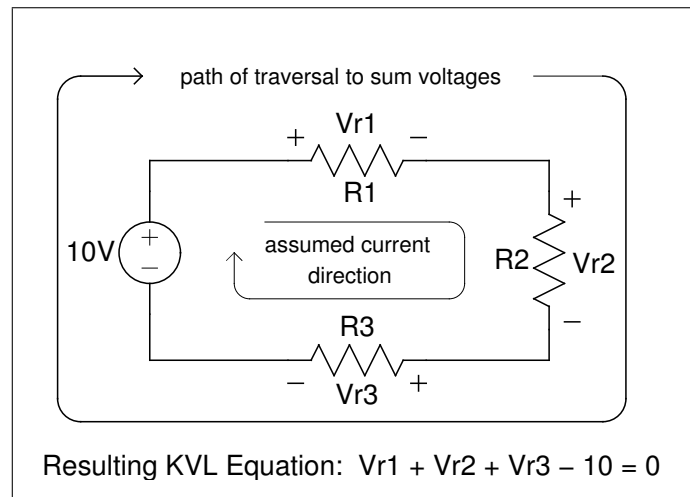 path of traversal to sum voltages
Vr1
+ −
R1
10V
+
−
assumed current
direction
+
R2 Vr2
−
R3
− +
Vr3
Resulting KVL Equation: Vr1 + Vr2 + Vr3 − 10 = 0